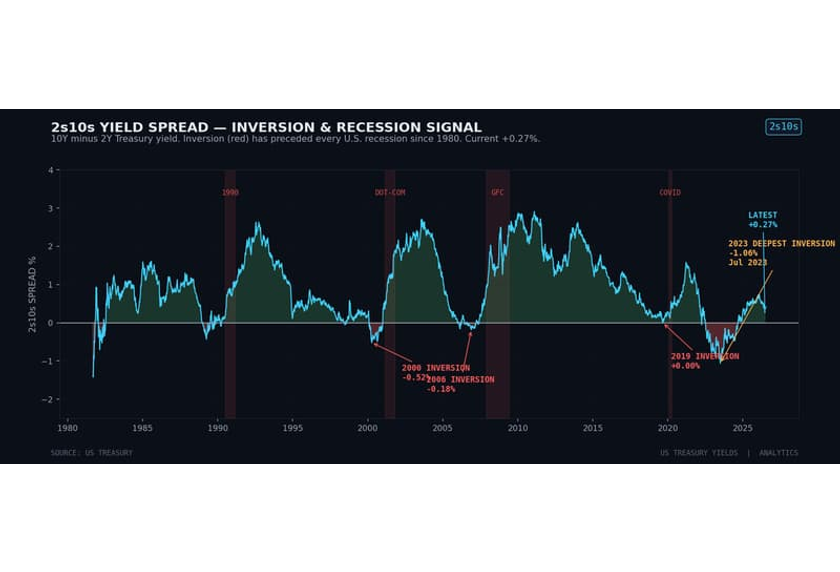 2s10s YIELD SPREAD — INVERSION & RECESSION SIGNAL
2s10s
10Y minus 2Y Treasury yield. Inversion (red) has preceded every U.S. recession since 1980. Current +0.27%.
4
3
2
1
0
−1
−2
2s10s SPREAD %
1990
DOT-COM
GFC
COVID
LATEST
+0.27%
2023 DEEPEST INVERSION
-1.06%
Jul 2023
2000 INVERSION
-0.52%
2006 INVERSION
-0.18%
2019 INVERSION
+0.00%
1980
1985
1990
1995
2000
2005
2010
2015
2020
2025
SOURCE: US TREASURY
US TREASURY YIELDS | ANALYTICS